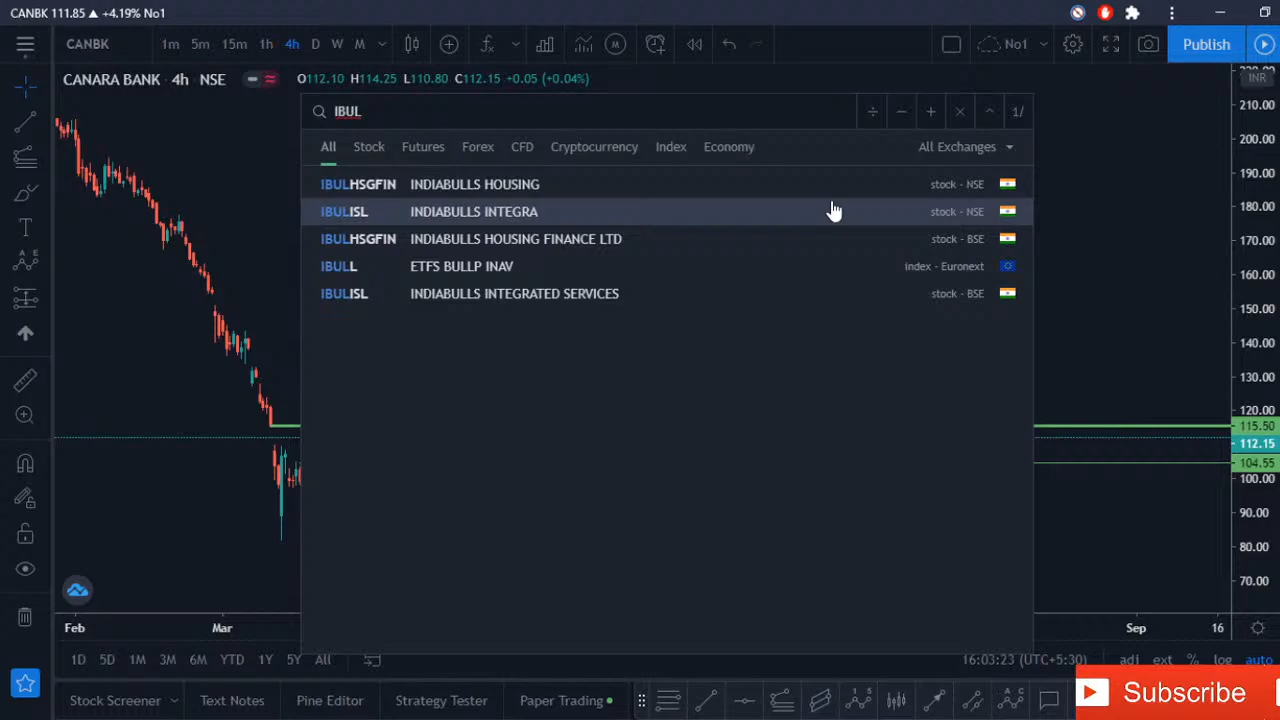 CANBK 111.85 ▲ +4.19% No1
CANBK 1m 5m 15m 1h 4h D W M No1 Publish
CANARA BANK 4h NSE O112.10 H114.25 L110.80 C112.15 +0.05 (+0.04%) INR
IBUL ÷ − + × ^ 1/
All Stock Futures Forex CFD Cryptocurrency Index Economy All Exchanges
IBULHSGFIN INDIABULLS HOUSING stock - NSE
IBULISL INDIABULLS INTEGRA stock - NSE
IBULHSGFIN INDIABULLS HOUSING FINANCE LTD stock - BSE
IBULL ETFS BULLP INAV index - Euronext
IBULISL INDIABULLS INTEGRATED SERVICES stock - BSE
210.00
200.00
190.00
180.00
170.00
160.00
150.00
140.00
130.00
120.00
115.50
112.15
104.55
100.00
90.00
80.00
70.00
Feb Mar Sep 16
1D 5D 1M 3M 6M YTD 1Y 5Y All 16:03:23 (UTC+5:30) adj ext % log auto
Stock Screener Text Notes Pine Editor Strategy Tester Paper Trading
Subscribe